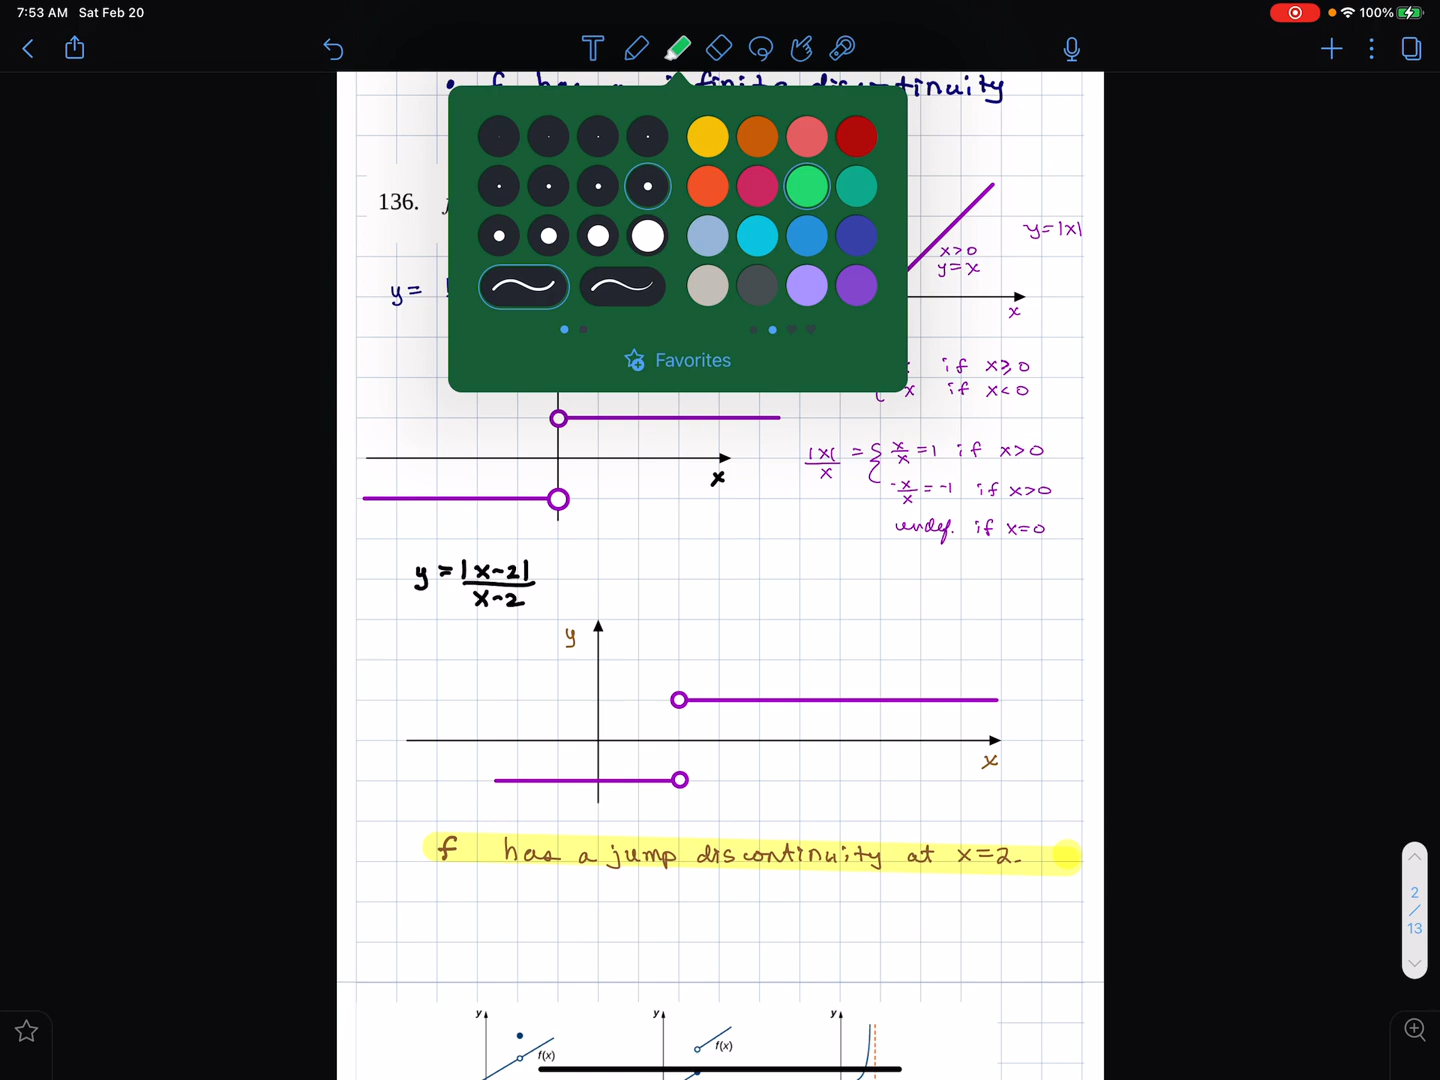 7:53 AM Sat Feb 20
100%
discontinuity
136.
y =
y=|x|
x>0
y=x
x
Favorites
if x≥0
x if x<0
x
|x|/x = { x/x = 1 if x>0
-x/x = -1 if x>0
undef. if x=0
y = |x-2|/x-2
y
x
f has a jump discontinuity at x=2.
2
/
13
y
y
y
f(x)
f(x)